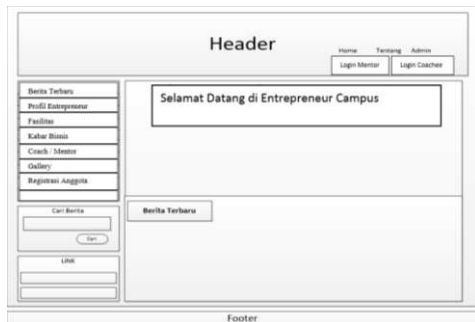 Header
Home Tentang Admin
Login Mentor Login Coachee
Berita Terbaru
Profil Entrepreneur
Fasilitas
Kabar Bisnis
Coach / Mentor
Gallery
Registrasi Anggota
Selamat Datang di Entrepreneur Campus
Cari Berita
Cari
LINK
Berita Terbaru
Footer